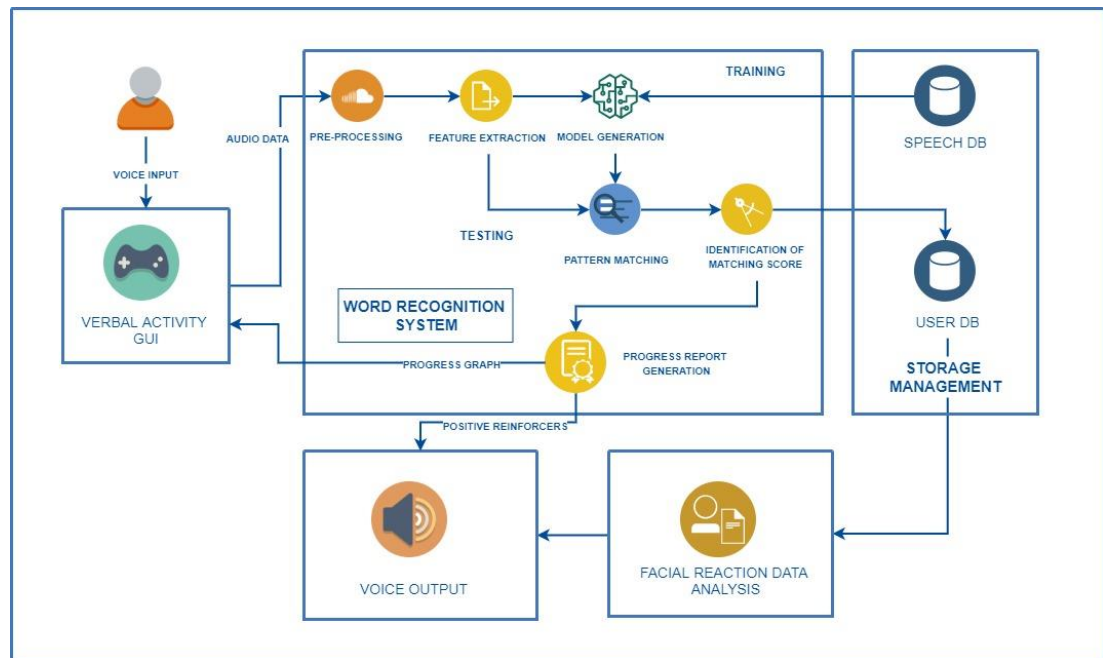 TRAINING
AUDIO DATA
PRE-PROCESSING
FEATURE EXTRACTION
MODEL GENERATION
SPEECH DB
VOICE INPUT
TESTING
PATTERN MATCHING
IDENTIFICATION OF
MATCHING SCORE
VERBAL ACTIVITY
GUI
WORD RECOGNITION
SYSTEM
USER DB
PROGRESS GRAPH
PROGRESS REPORT
GENERATION
STORAGE
MANAGEMENT
POSITIVE REINFORCERS
VOICE OUTPUT
FACIAL REACTION DATA
ANALYSIS